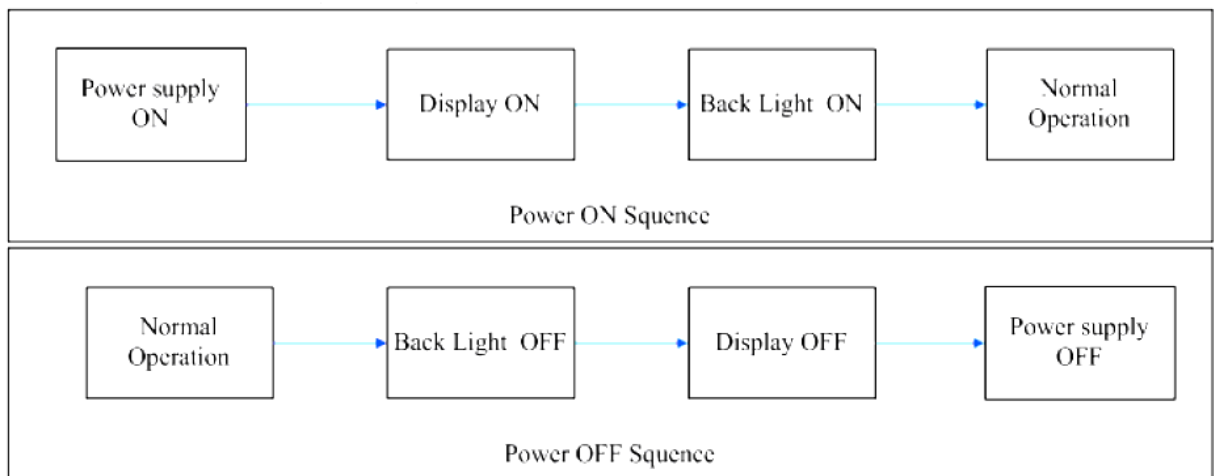 Power supply
ON
Display ON
Back Light ON
Normal
Operation
Power ON Squence
Normal
Operation
Back Light OFF
Display OFF
Power supply
OFF
Power OFF Squence